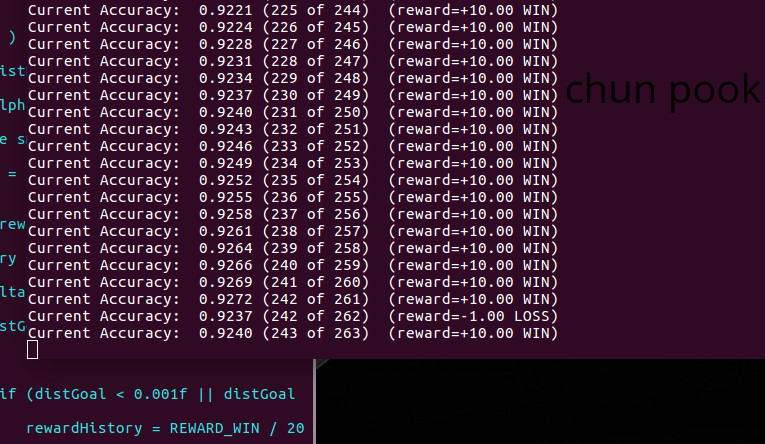 Current Accuracy:  0.9221 (225 of 244)  (reward=+10.00 WIN)
Current Accuracy:  0.9224 (226 of 245)  (reward=+10.00 WIN)
Current Accuracy:  0.9228 (227 of 246)  (reward=+10.00 WIN)
Current Accuracy:  0.9231 (228 of 247)  (reward=+10.00 WIN)
Current Accuracy:  0.9234 (229 of 248)  (reward=+10.00 WIN)
Current Accuracy:  0.9237 (230 of 249)  (reward=+10.00 WIN)
Current Accuracy:  0.9240 (231 of 250)  (reward=+10.00 WIN)
Current Accuracy:  0.9243 (232 of 251)  (reward=+10.00 WIN)
Current Accuracy:  0.9246 (233 of 252)  (reward=+10.00 WIN)
Current Accuracy:  0.9249 (234 of 253)  (reward=+10.00 WIN)
Current Accuracy:  0.9252 (235 of 254)  (reward=+10.00 WIN)
Current Accuracy:  0.9255 (236 of 255)  (reward=+10.00 WIN)
Current Accuracy:  0.9258 (237 of 256)  (reward=+10.00 WIN)
Current Accuracy:  0.9261 (238 of 257)  (reward=+10.00 WIN)
Current Accuracy:  0.9264 (239 of 258)  (reward=+10.00 WIN)
Current Accuracy:  0.9266 (240 of 259)  (reward=+10.00 WIN)
Current Accuracy:  0.9269 (241 of 260)  (reward=+10.00 WIN)
Current Accuracy:  0.9272 (242 of 261)  (reward=+10.00 WIN)
Current Accuracy:  0.9237 (242 of 262)  (reward=-1.00 LOSS)
Current Accuracy:  0.9240 (243 of 263)  (reward=+10.00 WIN)
chun pook
if (distGoal < 0.001f || distGoal
rewardHistory = REWARD_WIN / 20